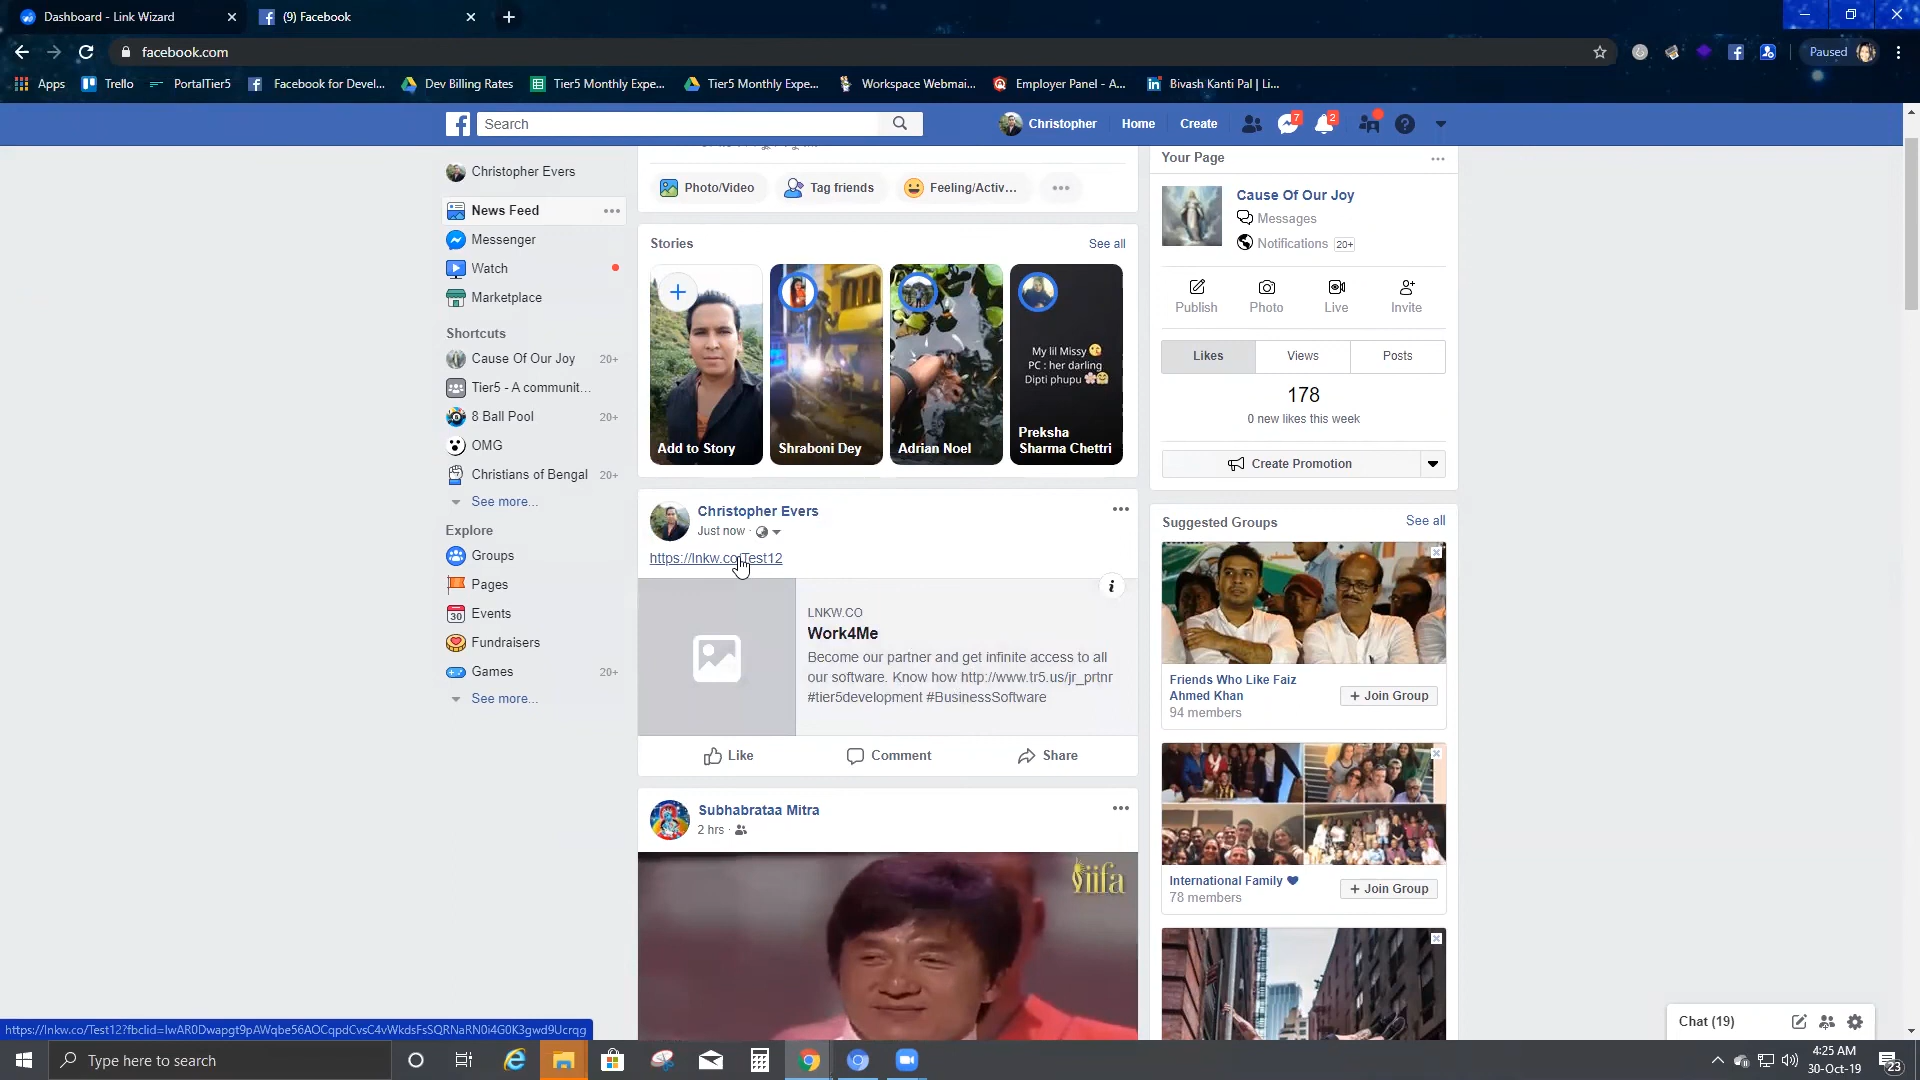 Dashboard - Link Wizard
(9) Facebook
facebook.com
Paused
Apps
Trello
PortalTier5
Facebook for Devel...
Dev Billing Rates
Tier5 Monthly Expe...
Tier5 Monthly Expe...
Workspace Webmai...
Employer Panel - A...
Bivash Kanti Pal | Li...
Search
Christopher
Home
Create
7
2
Christopher Evers
News Feed
Messenger
Watch
Marketplace
Shortcuts
Cause Of Our Joy 20+
Tier5 - A communit...
8 Ball Pool 20+
OMG
Christians of Bengal 20+
See more...
Explore
Groups
Pages
30 Events
Fundraisers
Games 20+
See more...
Photo/Video
Tag friends
Feeling/Activ...
Stories
See all
Add to Story
Shraboni Dey
Adrian Noel
My lil Missy
PC : her darling
Dipti phupu
Preksha
Sharma Chettri
Christopher Evers
Just now
https://lnkw.co/Test12
LNKW.CO
Work4Me
Become our partner and get infinite access to all
our software. Know how http://www.tr5.us/jr_prtnr
#tier5development #BusinessSoftware
Like
Comment
Share
Subhabrataa Mitra
2 hrs
iifa
Your Page
Cause Of Our Joy
Messages
Notifications 20+
Publish
Photo
Live
Invite
Likes
Views
Posts
178
0 new likes this week
Create Promotion
Suggested Groups
See all
Friends Who Like Faiz
Ahmed Khan
94 members
+ Join Group
International Family
78 members
+ Join Group
Chat (19)
Type here to search
4:25 AM
30-Oct-19
23